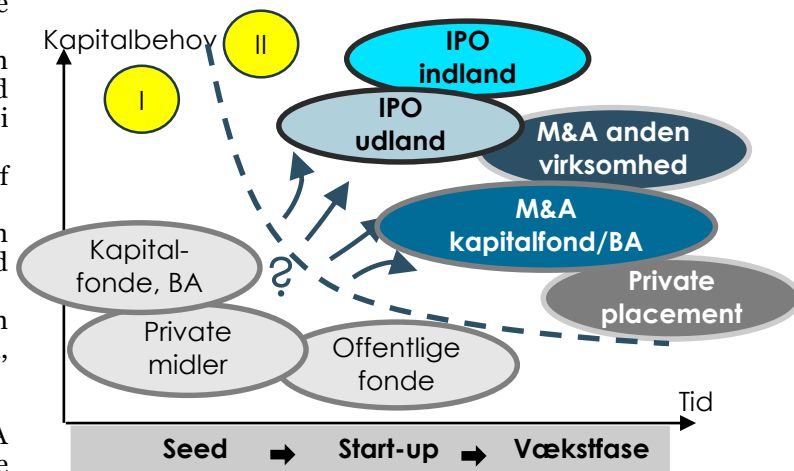 e
n
d
i
f
n
d
n
,
A
e
Kapitalbehov
I
II
IPO
indland
IPO
udland
M&A anden
virksomhed
M&A
kapitalfond/BA
Private
placement
Kapital-
fonde, BA
?
Private
midler
Offentlige
fonde
Tid
Seed
Start-up
Vækstfase